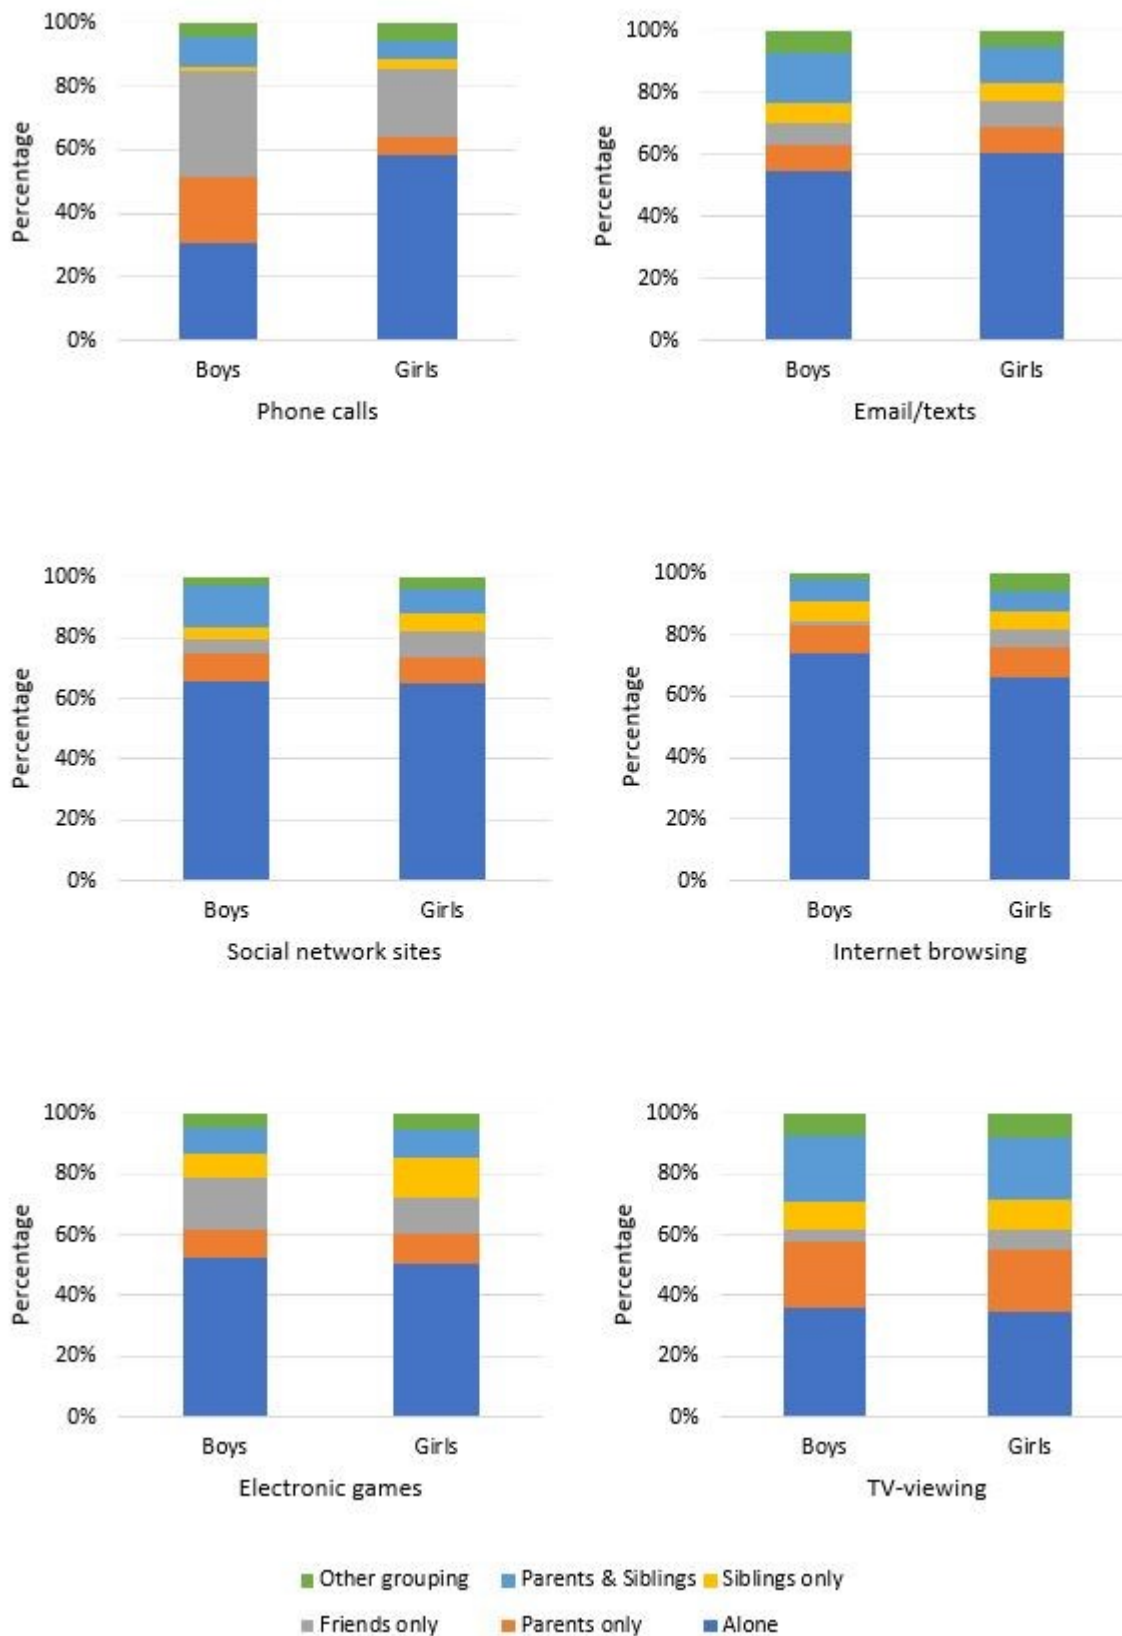 100%
80%
60%
40%
20%
0%
Percentage
Boys
Girls
Phone calls
100%
80%
60%
40%
20%
0%
Percentage
Boys
Girls
Email/texts
100%
80%
60%
40%
20%
0%
Percentage
Boys
Girls
Social network sites
100%
80%
60%
40%
20%
0%
Percentage
Boys
Girls
Internet browsing
100%
80%
60%
40%
20%
0%
Percentage
Boys
Girls
Electronic games
100%
80%
60%
40%
20%
0%
Percentage
Boys
Girls
TV-viewing
Other grouping Parents & Siblings Siblings only
Friends only Parents only Alone